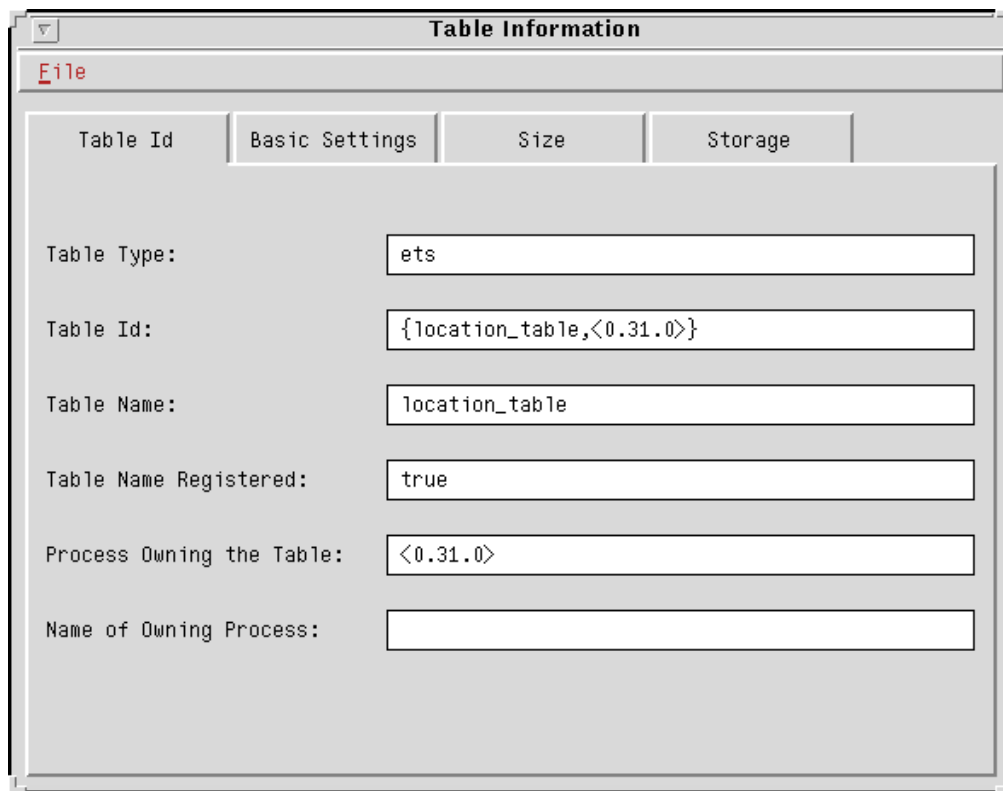 Table Information
File
Table Id Basic Settings Size Storage
Table Type: ets
Table Id: {location_table,<0.31.0>}
Table Name: location_table
Table Name Registered: true
Process Owning the Table: <0.31.0>
Name of Owning Process: